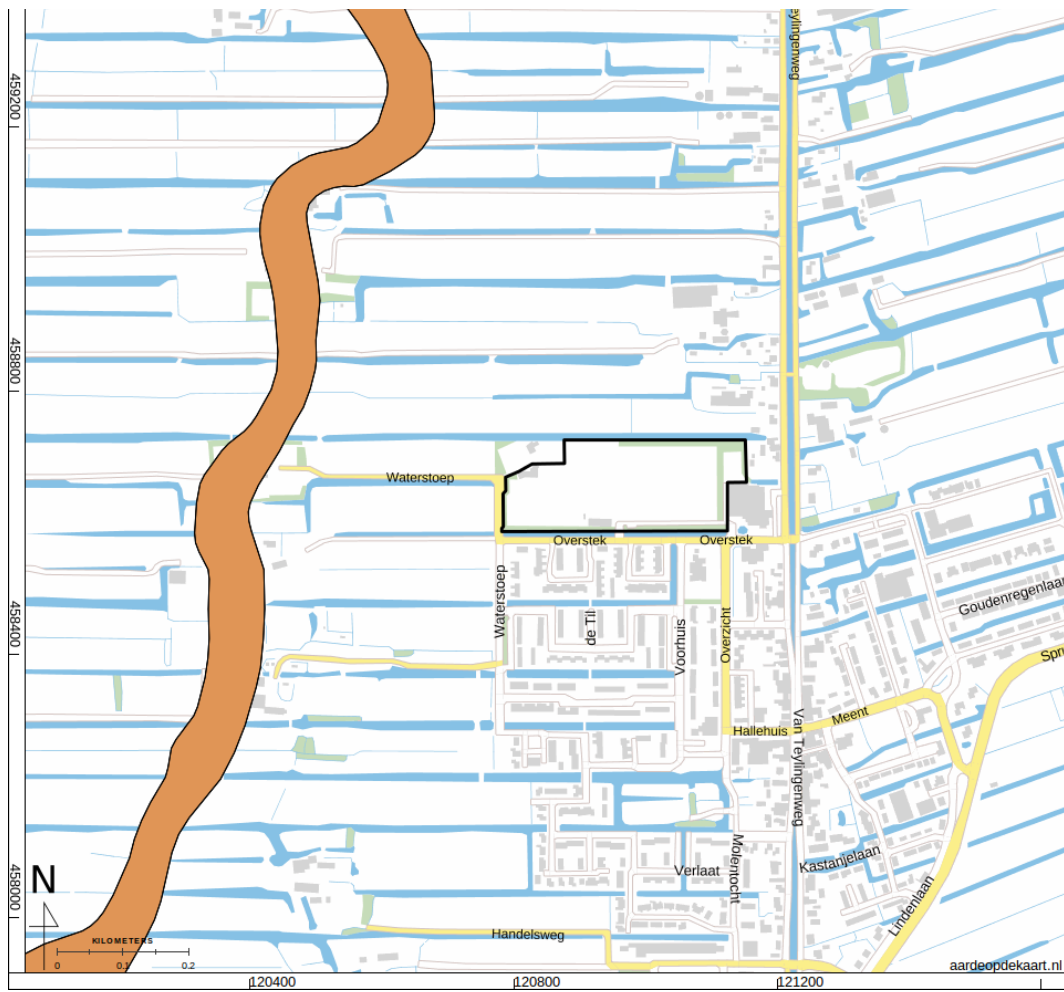 eylingenweg
459200
458800
Waterstoep
Overstek
Overstek
Waterstoep
de Til
Voorhuis
Overzicht
Goudenregenlaan
458400
Spr
Meent
Hallehuis
Van Teylingenweg
Molentocht
Kastanjelaan
Verlaat
N
458000
Lindenlaan
Handelsweg
KILOMETERS
0 0.1 0.2
aardeopdekaart.nl
120400 120800 121200